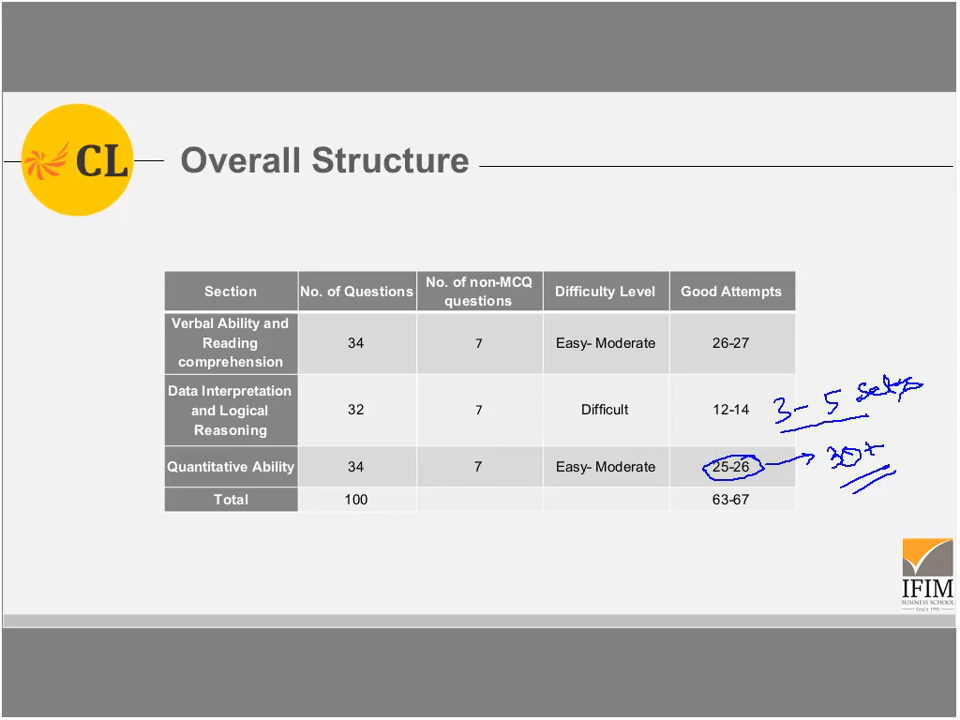 CL
Overall Structure
Section No. of Questions No. of non-MCQ questions Difficulty Level Good Attempts
Verbal Ability and Reading comprehension 34 7 Easy- Moderate 26-27
Data Interpretation and Logical Reasoning 32 7 Difficult 12-14
3- 5 sets
Quantitative Ability 34 7 Easy- Moderate 25-26
30+
Total 100 63-67
IFIM
BUSINESS SCHOOL
SINCE 1995